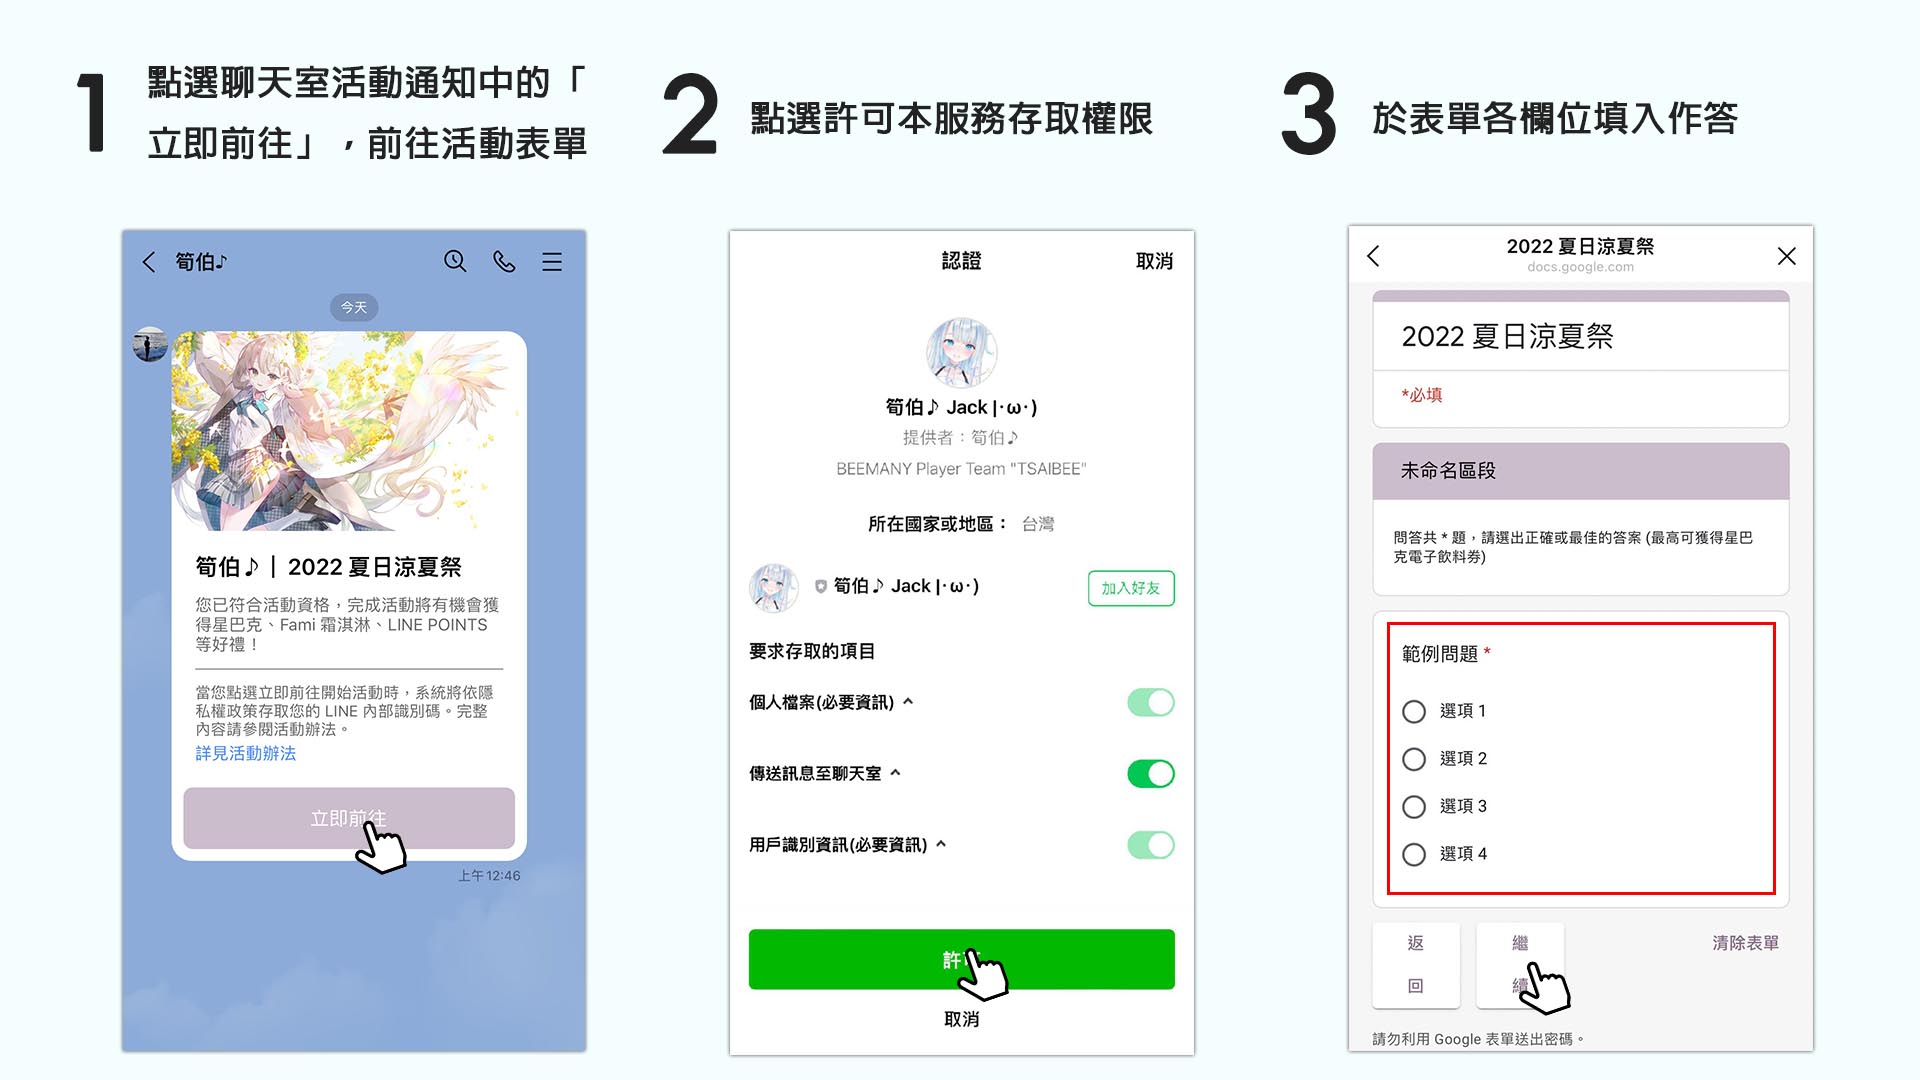 1
點選聊天室活動通知中的「
立即前往」，前往活動表單
2
點選許可本服務存取權限
3
於表單各欄位填入作答
筍伯♪
今天
筍伯♪｜2022 夏日涼夏祭
您已符合活動資格，完成活動將有機會獲
得星巴克、Fami 霜淇淋、LINE POINTS
等好禮！
當您點選立即前往開始活動時，系統將依隱
私權政策存取您的 LINE 內部識別碼。完整
內容請參閱活動辦法。
詳見活動辦法
立即前往
上午 12:46
認證
取消
筍伯♪ Jack |･ω･)
提供者：筍伯♪
BEEMANY Player Team "TSAIBEE"
所在國家或地區： 台灣
筍伯♪ Jack |･ω･)
加入好友
要求存取的項目
個人檔案(必要資訊)
傳送訊息至聊天室
用戶識別資訊(必要資訊)
許
取消
2022 夏日涼夏祭
docs.google.com
2022 夏日涼夏祭
*必填
未命名區段
問答共 * 題，請選出正確或最佳的答案 (最高可獲得星巴
克電子飲料券)
範例問題 *
選項 1
選項 2
選項 3
選項 4
返
回
繼
續
清除表單
請勿利用 Google 表單送出密碼。